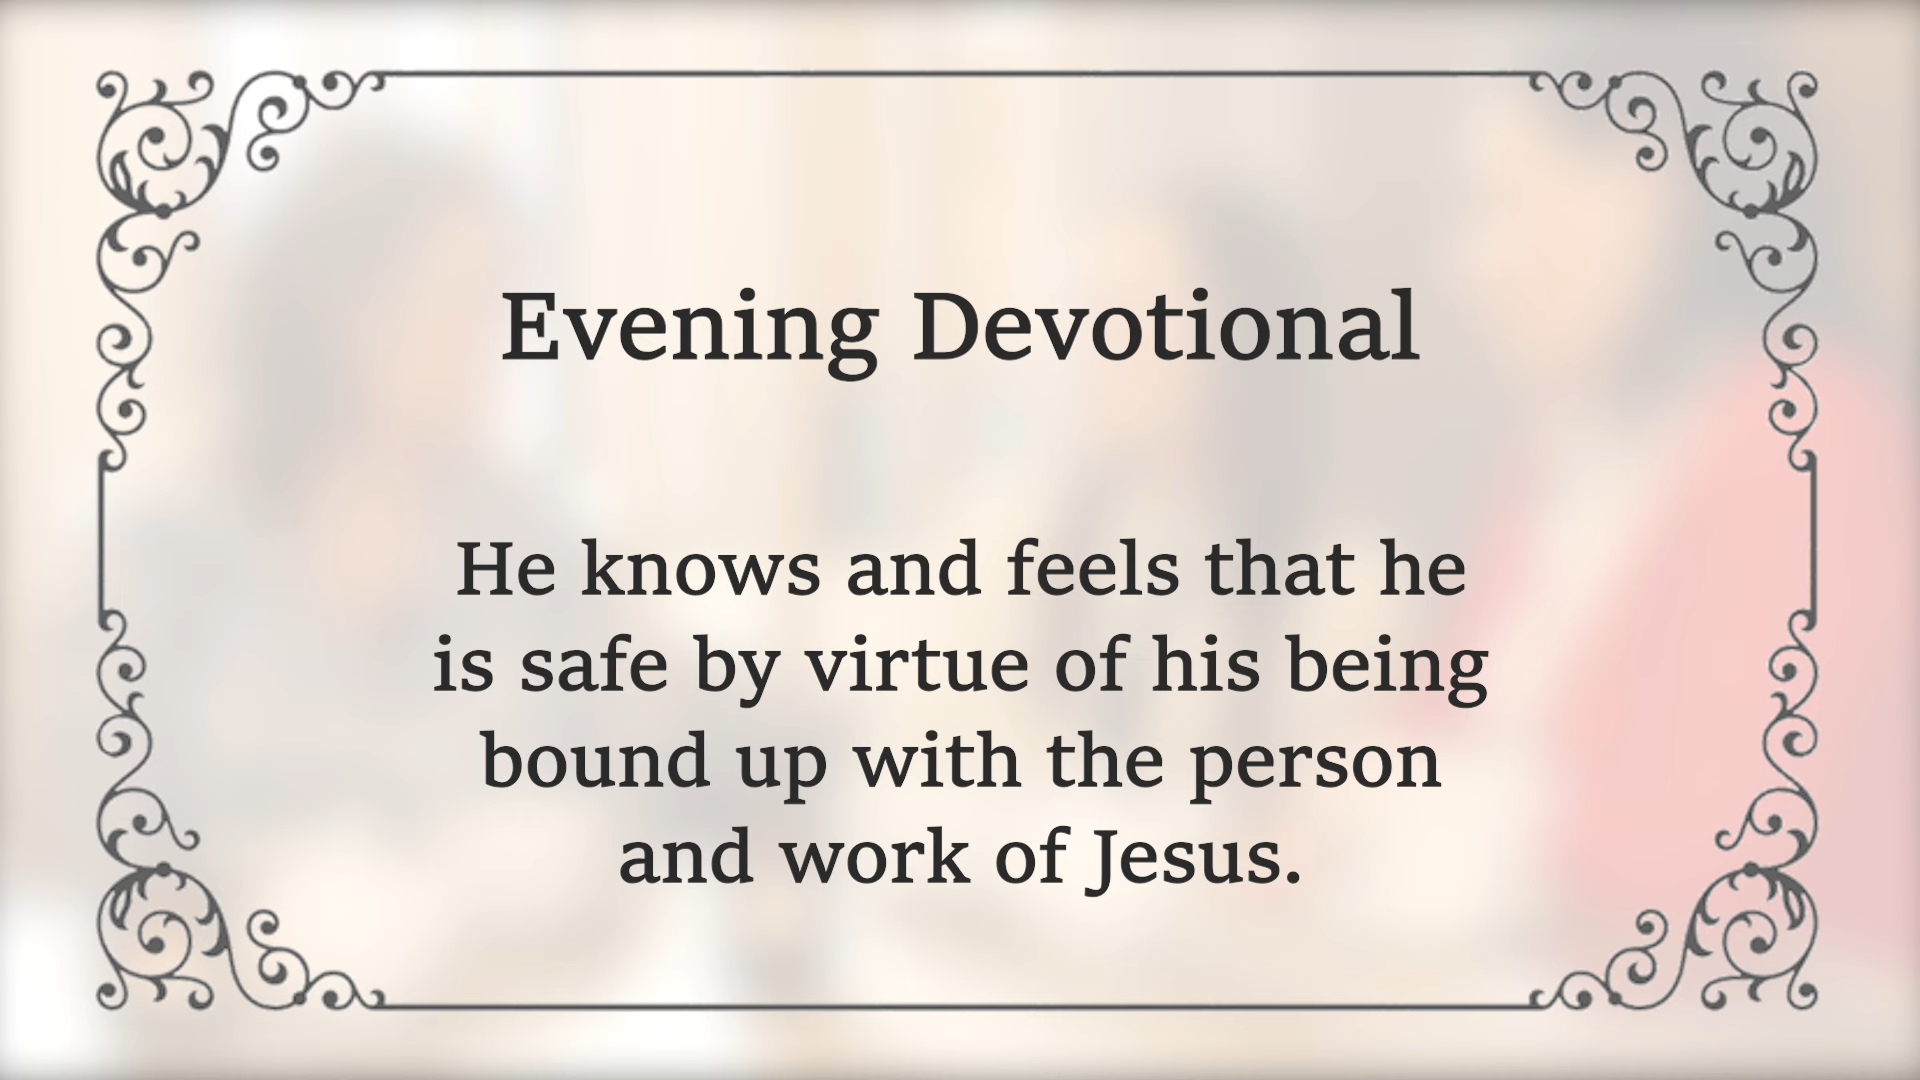 Evening Devotional
He knows and feels that he
is safe by virtue of his being
bound up with the person
and work of Jesus.